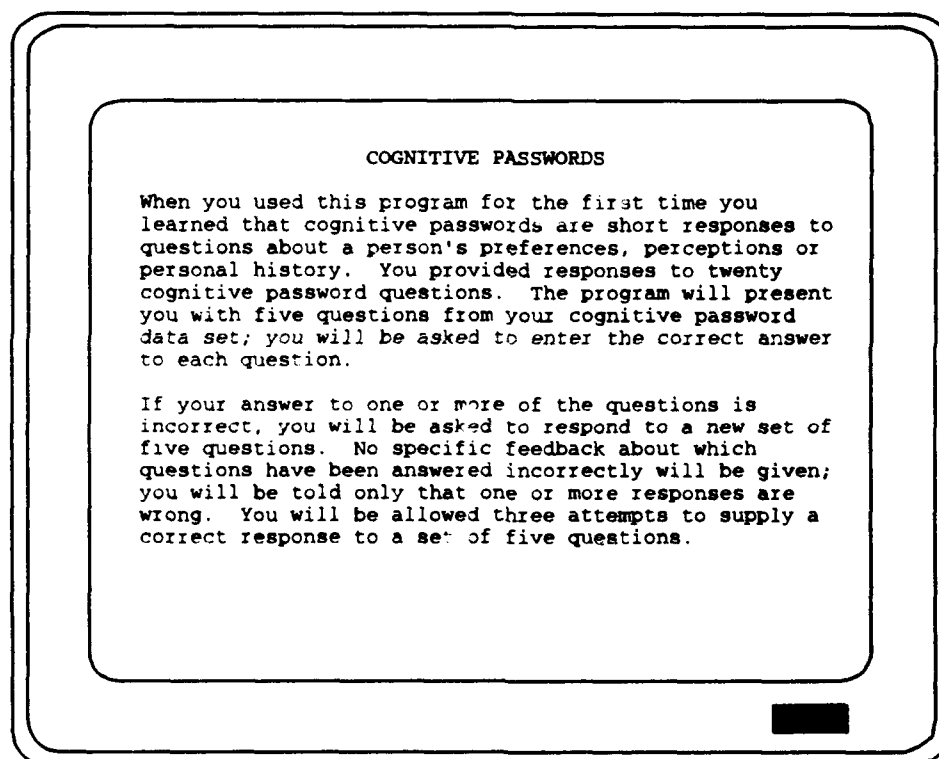 COGNITIVE PASSWORDS
When you used this program for the first time you
learned that cognitive passwords are short responses to
questions about a person's preferences, perceptions or
personal history. You provided responses to twenty
cognitive password questions. The program will present
you with five questions from your cognitive password
data set; you will be asked to enter the correct answer
to each question.
If your answer to one or more of the questions is
incorrect, you will be asked to respond to a new set of
five questions. No specific feedback about which
questions have been answered incorrectly will be given;
you will be told only that one or more responses are
wrong. You will be allowed three attempts to supply a
correct response to a set of five questions.